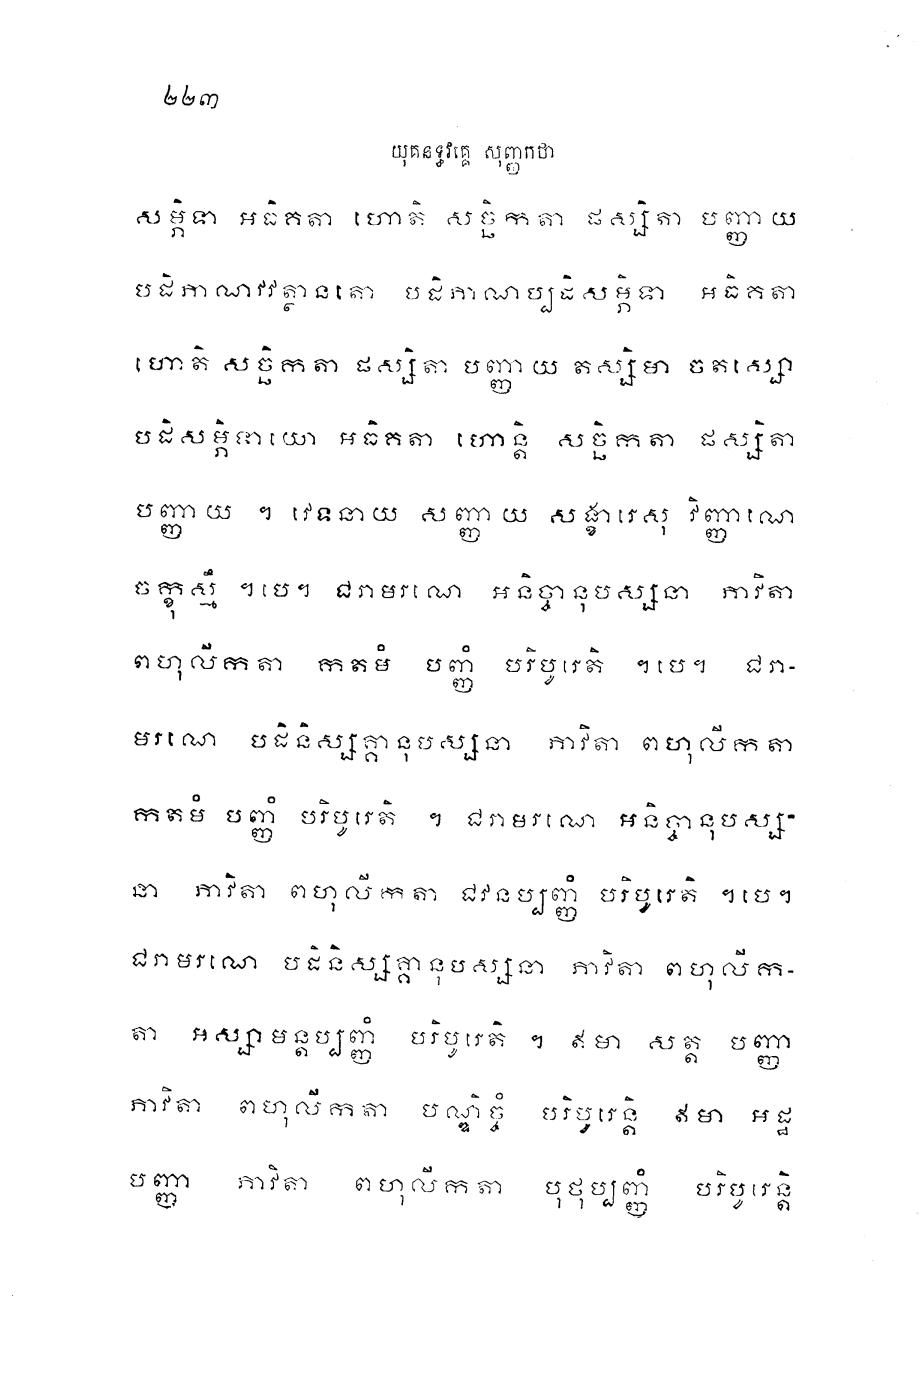 ២២៣
យុគនទ្ធវគ្គេ សុញ្ញកថា
សម្ភិទា អធិគតា ហោតិ សច្ឆិកតា ផស្សិតា បញ្ញាយ
បដិភាណវវត្ថានតោ បដិភាណប្បដិសម្ភិទា អធិគតា
ហោតិ សច្ឆិកតា ផស្សិតា បញ្ញាយ តស្សិមា ចតស្សោ
បដិសម្ភិទាយោ អធិគតា ហោន្តិ សច្ឆិកតា ផស្សិតា
បញ្ញាយ ។ វេទនាយ សញ្ញាយ សង្ខារេសុ វិញ្ញាណេ
ចក្ខុស្មឹ ។បេ។ ជរាមរណេ អនិច្ចានុបស្សនា ភាវិតា
ពហុលីកតា កតមំ បញ្ញំ បរិបូរេតិ ។បេ។ ជរា-
មរណេ បដិនិស្សគ្គានុបស្សនា ភាវិតា ពហុលីកតា
កតមំ បញ្ញំ បរិបូរេតិ ។ ជរាមរណេ អនិច្ចានុបស្ស-
នា ភាវិតា ពហុលីកតា ជវនប្បញ្ញំ បរិបូរេតិ ។បេ។
ជរាមរណេ បដិនិស្សគ្គានុបស្សនា ភាវិតា ពហុលីក-
តា អស្សាមន្តប្បញ្ញំ បរិបូរេតិ ។ ឥមា សត្ត បញ្ញា
ភាវិតា ពហុលីកតា បណ្ឌិច្ចំ បរិបូរេន្តិ ឥមា អដ្ឋ
បញ្ញា ភាវិតា ពហុលីកតា បុថុប្បញ្ញំ បរិបូរេន្តិ